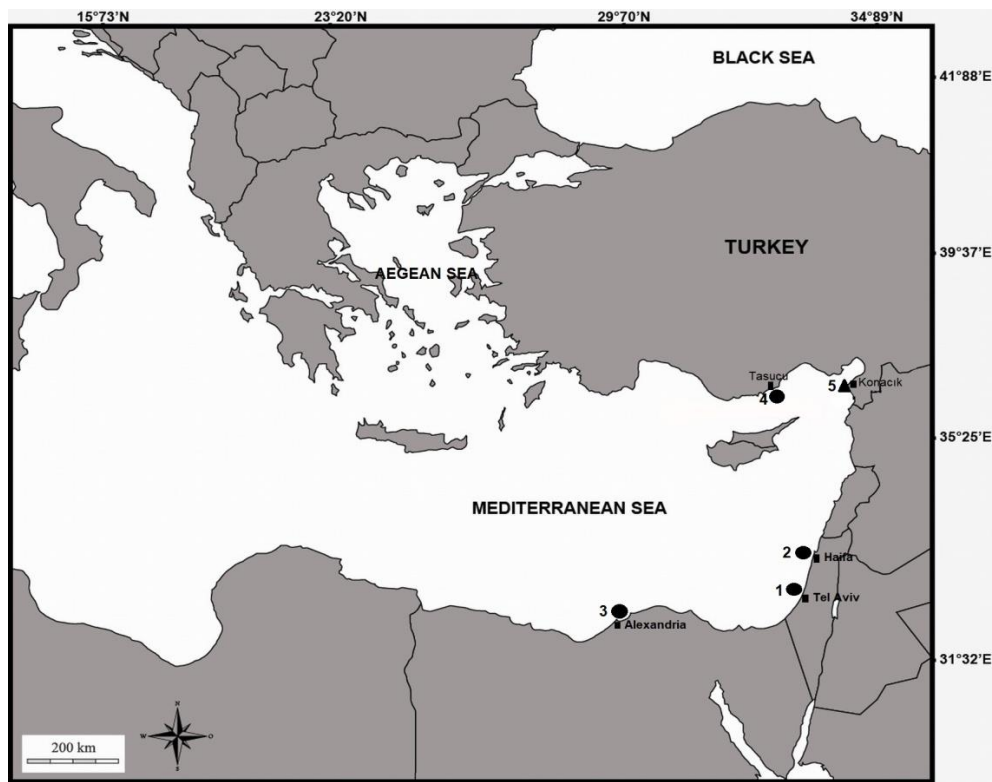 15°73’N
23°20’N
29°70’N
34°89’N
BLACK SEA
41°88’E
TURKEY
39°37’E
AEGEAN SEA
Tasucu
5
Konacık
4
35°25’E
MEDITERRANEAN SEA
2
Haifa
1
Tel Aviv
3
Alexandria
31°32’E
N
W
O
S
200 km